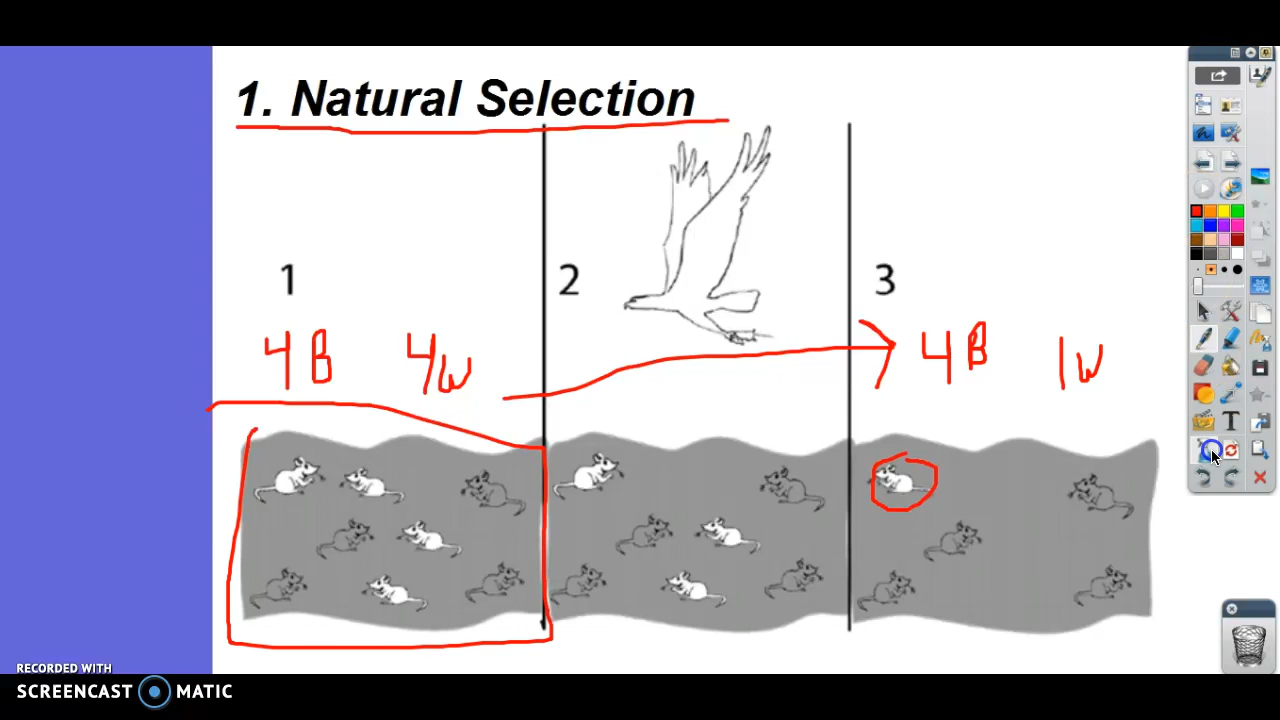 1. Natural Selection
1
2
3
4B 4W
4B 1W
T
RECORDED WITH
SCREENCAST MATIC